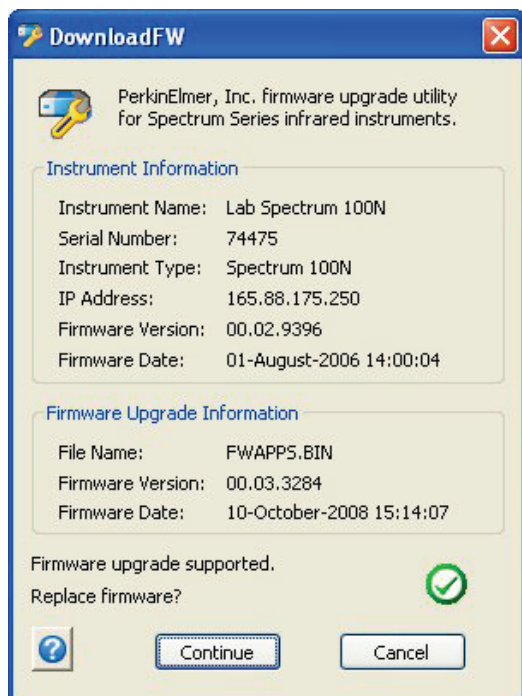 DownloadFW
PerkinElmer, Inc. firmware upgrade utility
for Spectrum Series infrared instruments.
Instrument Information
Instrument Name: Lab Spectrum 100N
Serial Number: 74475
Instrument Type: Spectrum 100N
IP Address: 165.88.175.250
Firmware Version: 00.02.9396
Firmware Date: 01-August-2006 14:00:04
Firmware Upgrade Information
File Name: FWAPPS.BIN
Firmware Version: 00.03.3284
Firmware Date: 10-October-2008 15:14:07
Firmware upgrade supported.
Replace firmware?
Continue Cancel